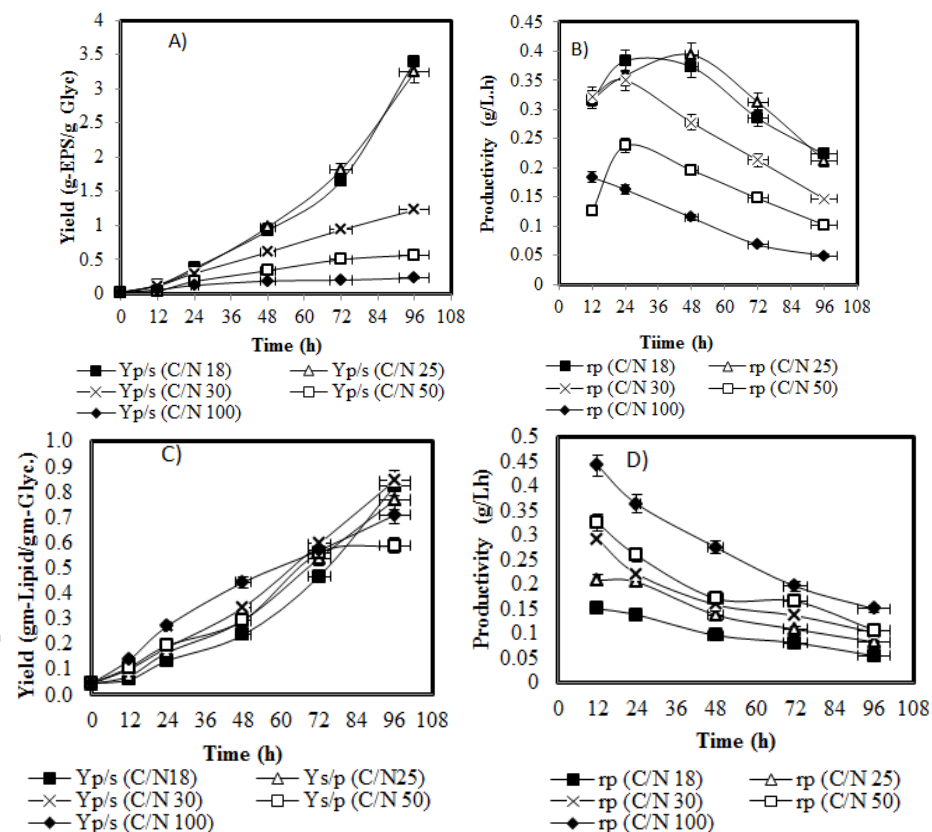 A)
Yield (g-EPS/g Glyc)
4
3.5
3
2.5
2
1.5
1
0.5
0
0 12 24 36 48 60 72 84 96 108
Time (h)
Yp/s (C/N 18) Yp/s (C/N 25)
Yp/s (C/N 30) Yp/s (C/N 50)
Yp/s (C/N 100)
B)
Productivity (g/L.h)
0.45
0.4
0.35
0.3
0.25
0.2
0.15
0.1
0.05
0
0 12 24 36 48 60 72 84 96 108
Tiime (h)
rp (C/N 18) rp (C/N 25)
rp (C/N 30) rp (C/N 50)
rp (C/N 100)
C)
Yield (gm-Lipid/gm-Glyc.)
1.0
0.9
0.8
0.7
0.6
0.5
0.4
0.3
0.2
0.1
0.0
0 12 24 36 48 60 72 84 96 108
Time (h)
Yp/s (C/N18) Ys/p (C/N25)
Yp/s (C/N 30) Ys/p (C/N 50)
Yp/s (C/N 100)
D)
Productivity (g/Lh)
0.5
0.45
0.4
0.35
0.3
0.25
0.2
0.15
0.1
0.05
0
0 12 24 36 48 60 72 84 96 108
Time (h)
rp (C/N 18) rp (C/N 25)
rp (C/N 30) rp (C/N 50)
rp (C/N 100)